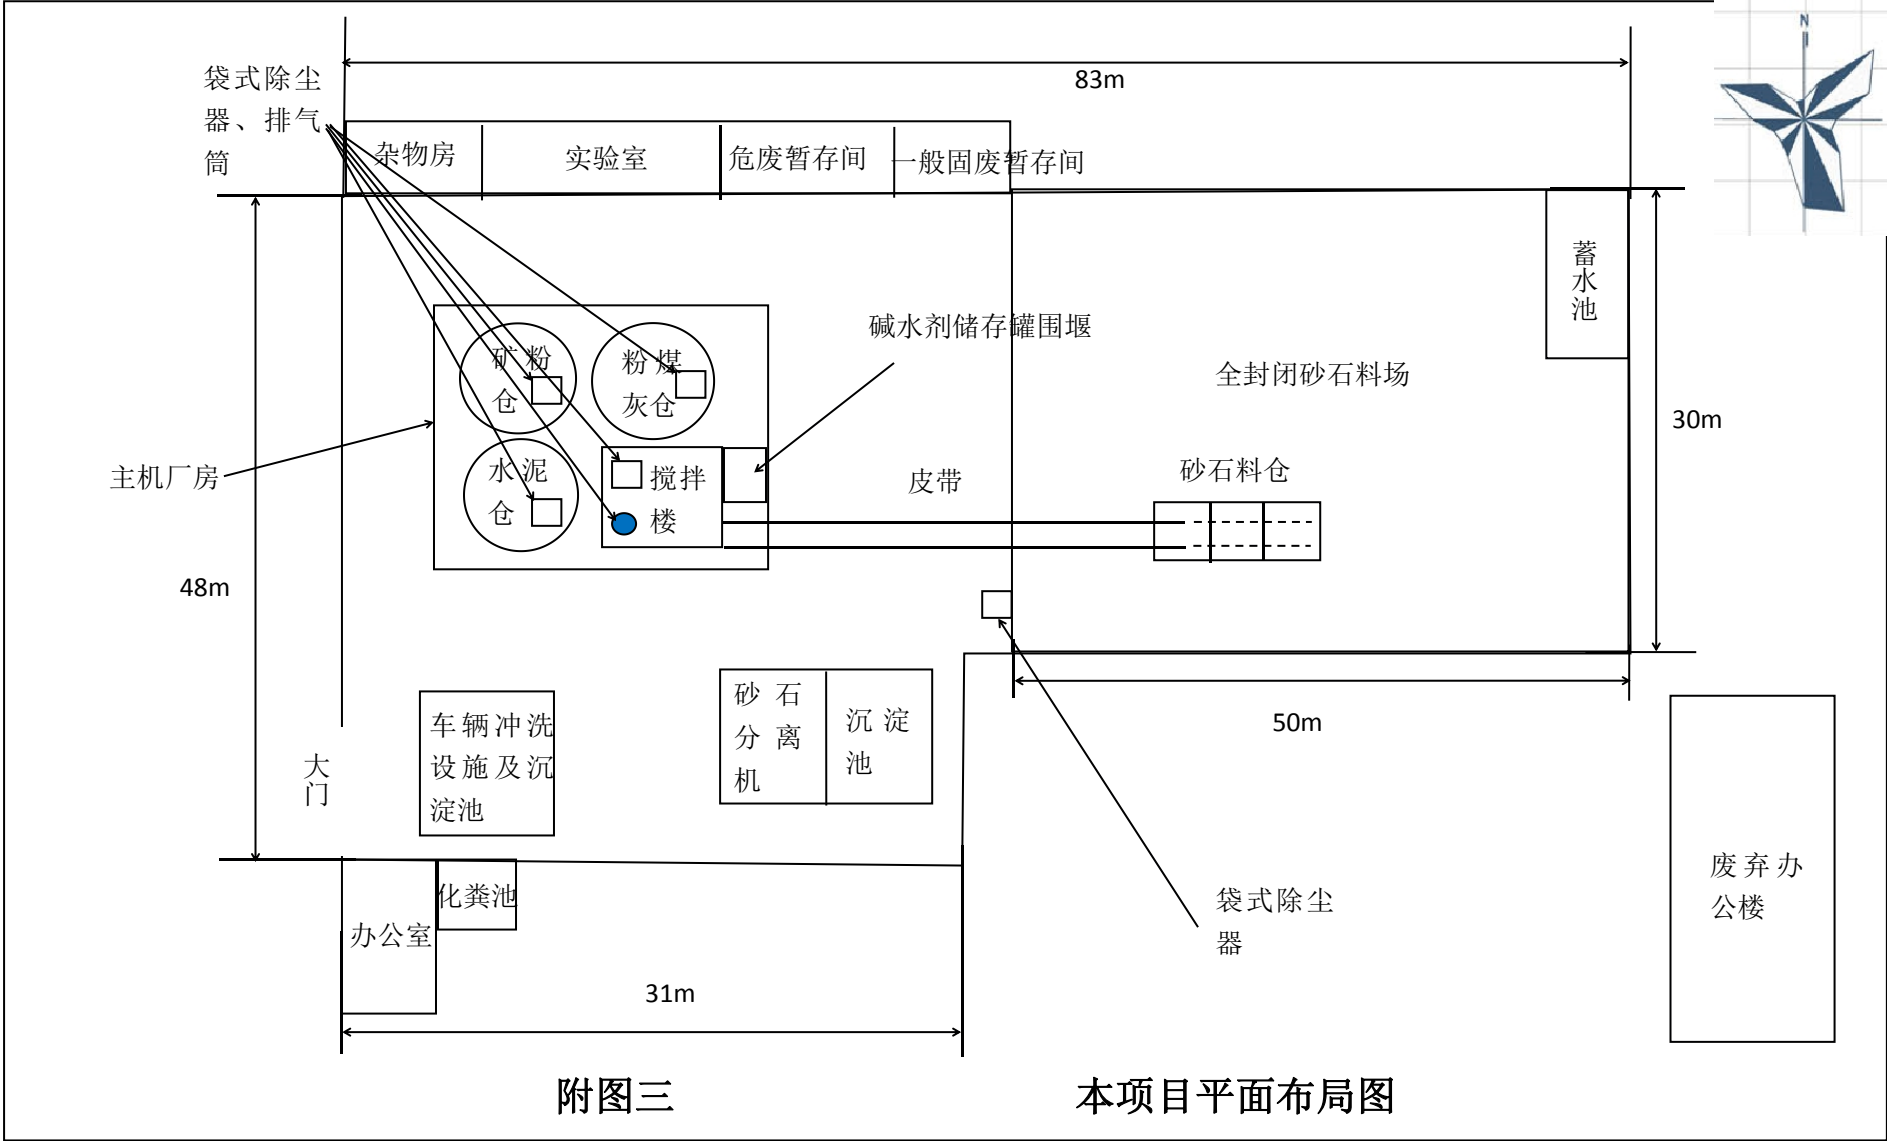 N
83m
袋式除尘
器、排气
筒
杂物房
实验室
危废暂存间
一般固废暂存间
蓄水池
碱水剂储存罐围堰
矿粉
仓
粉煤
灰仓
全封闭砂石料场
30m
主机厂房
水泥
仓
搅拌
楼
皮带
砂石料仓
48m
砂石
分离
机
沉淀
池
50m
车辆冲洗
设施及沉
淀池
大门
化粪池
办公室
袋式除尘
器
废弃办
公楼
31m
附图三
本项目平面布局图